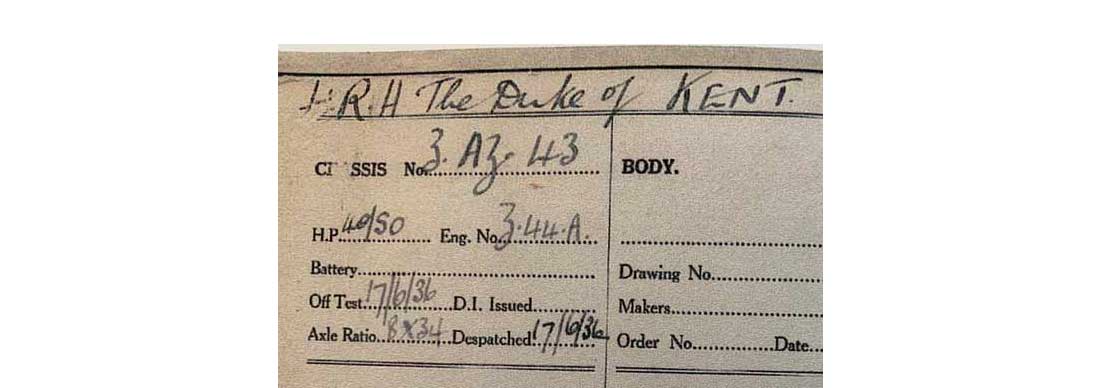 H.R.H The Duke of KENT.
CHASSIS No. 3.AZ.43
BODY.
H.P. 40/50 Eng. No. Z.44.A.
Battery
Drawing No.
Off Test 17/6/36 D.I. Issued
Makers
Axle Ratio 8X34 Despatched 17/6/36
Order No. Date